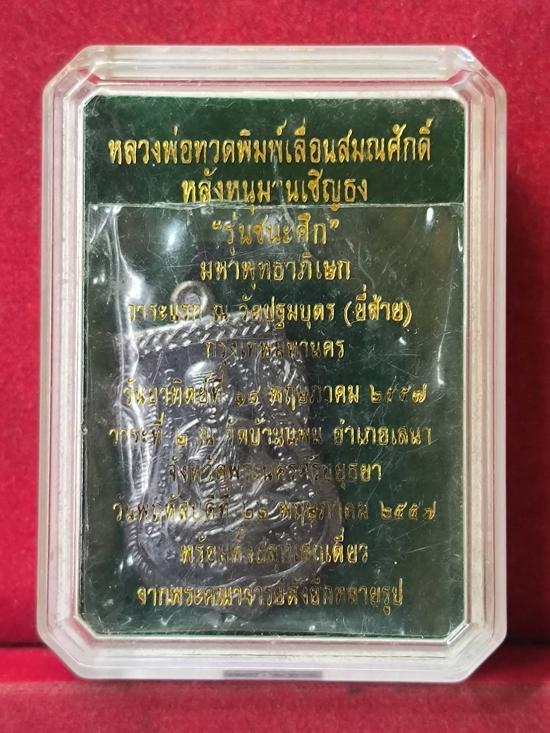 หลวงพ่อทวดพิมพ์เลื่อนสมณศักดิ์
หลังหนุมานเชิญธง
"รุ่นชนะศึก"
มหาพุทธาภิเษก
วาระแรก ณ วัดปฐมบุตร (ยี่ส้าย)
กรุงเทพมหานคร
วันอาทิตย์ที่ ๑๘ พฤษภาคม ๒๕๕๗
วาระที่ ๒ ณ วัดบ้านแพน อำเภอเสนา
จังหวัดพระนครศรีอยุธยา
วันพฤหัสบดีที่ ๒๒ พฤษภาคม ๒๕๕๗
พร้อมทั้งปลุกเสกเดี่ยว
จากพระคณาจารย์ดังอีกหลายรูป